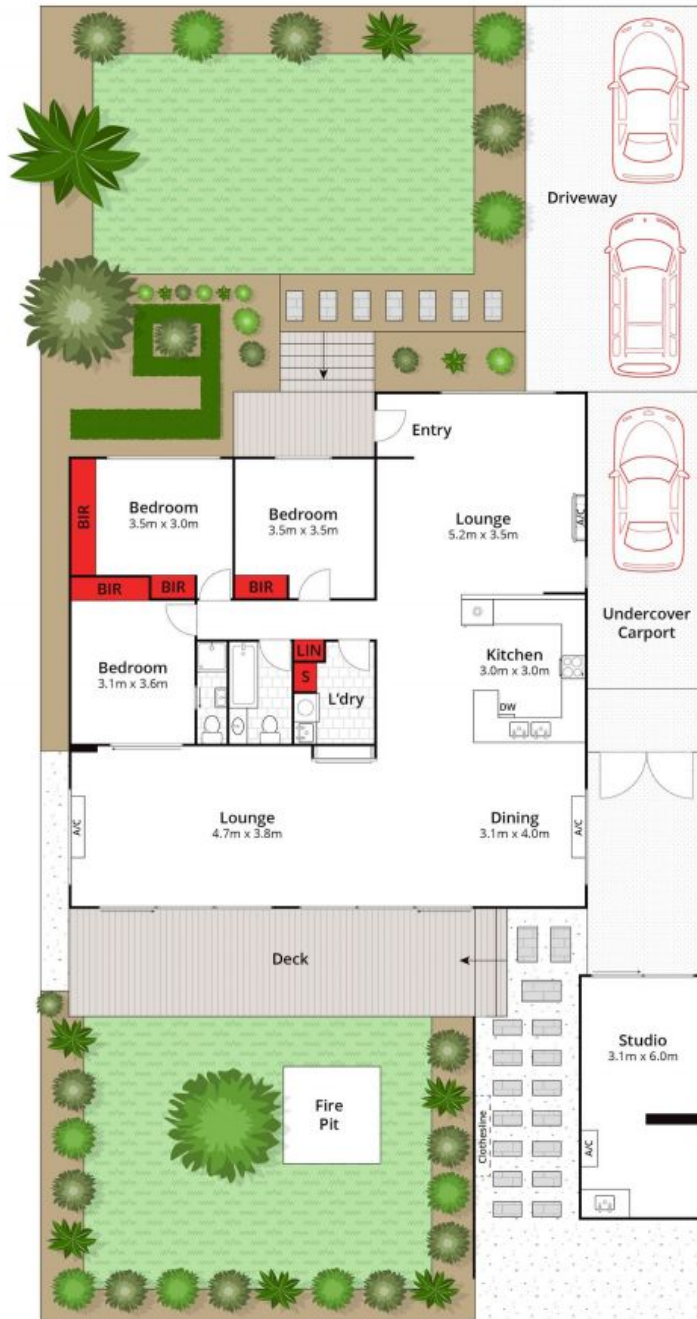 Driveway
Entry
Bedroom
3.5m x 3.0m
BIR
Bedroom
3.5m x 3.5m
Lounge
5.2m x 3.5m
A/C
BIR
BIR
BIR
Undercover
Carport
Bedroom
3.1m x 3.6m
LIN
S
L'dry
Kitchen
3.0m x 3.0m
DW
A/C
Lounge
4.7m x 3.8m
Dining
3.1m x 4.0m
A/C
Deck
Studio
3.1m x 6.0m
Fire
Pit
Clothesline
A/C